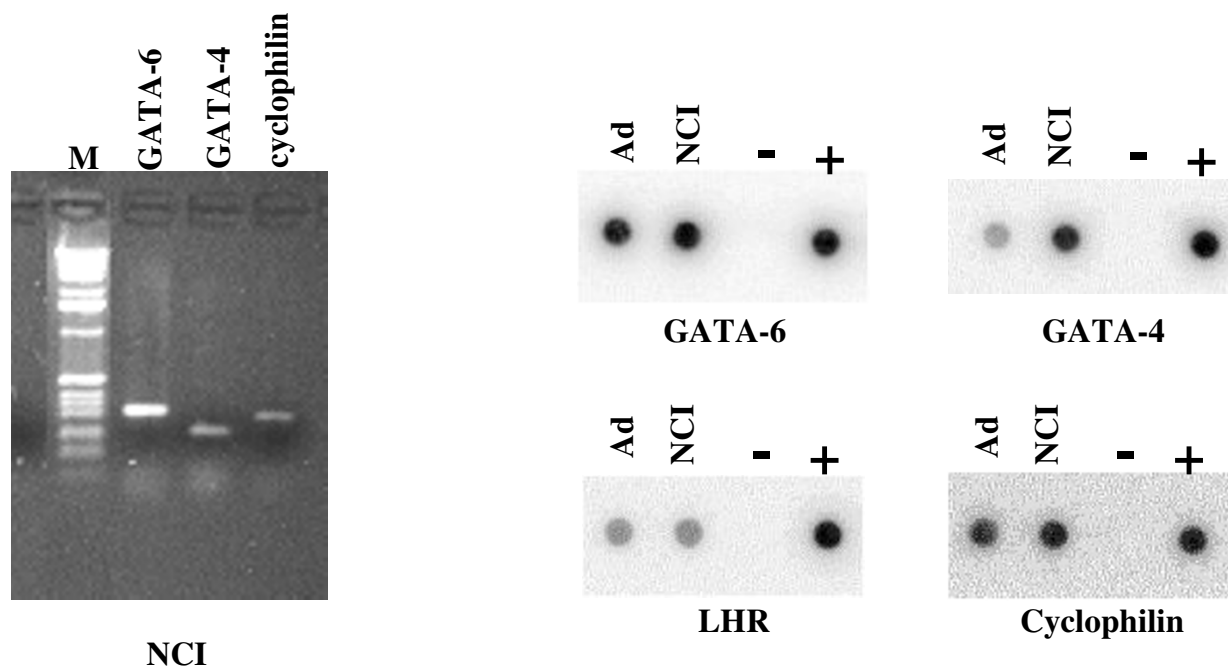 M GATA-6 GATA-4 cyclophilin
NCI
Ad NCI - +
GATA-6
Ad NCI - +
GATA-4
Ad NCI - +
LHR
Ad NCI - +
Cyclophilin